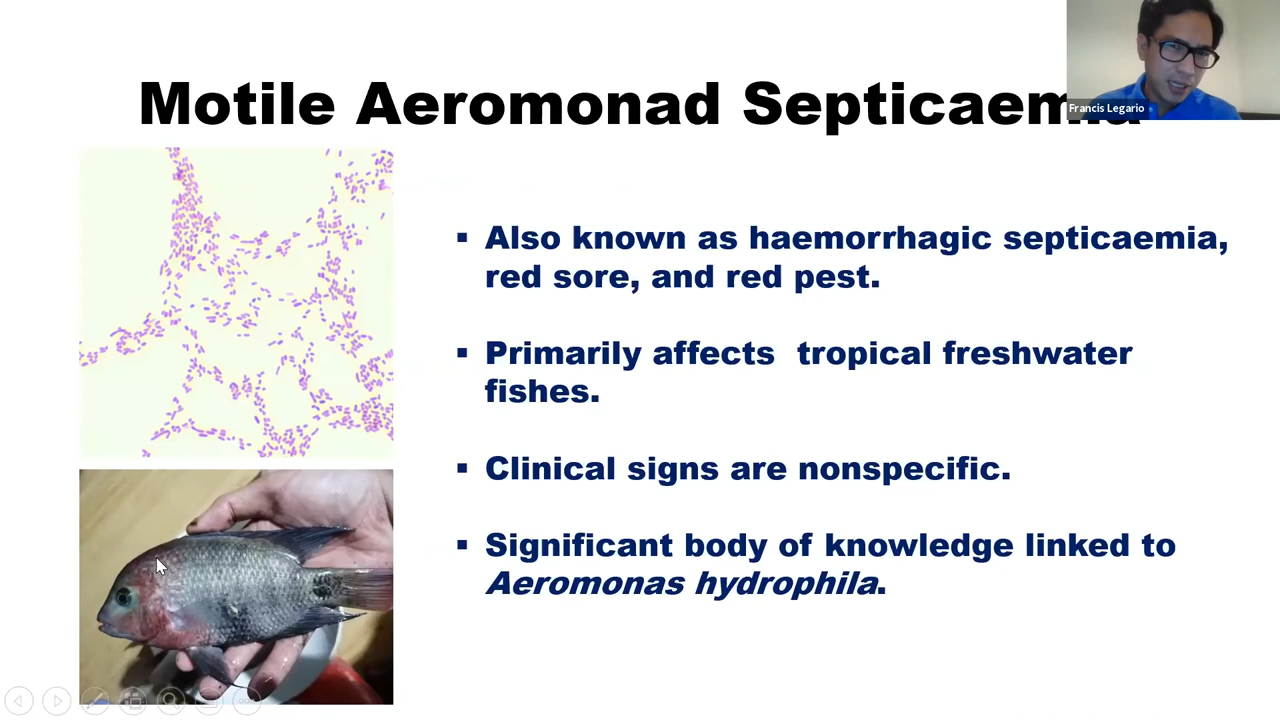 Motile Aeromonad Septicaemia
Francis Legario
▪ Also known as haemorrhagic septicaemia,
red sore, and red pest.
▪ Primarily affects tropical freshwater
fishes.
▪ Clinical signs are nonspecific.
▪ Significant body of knowledge linked to
Aeromonas hydrophila.